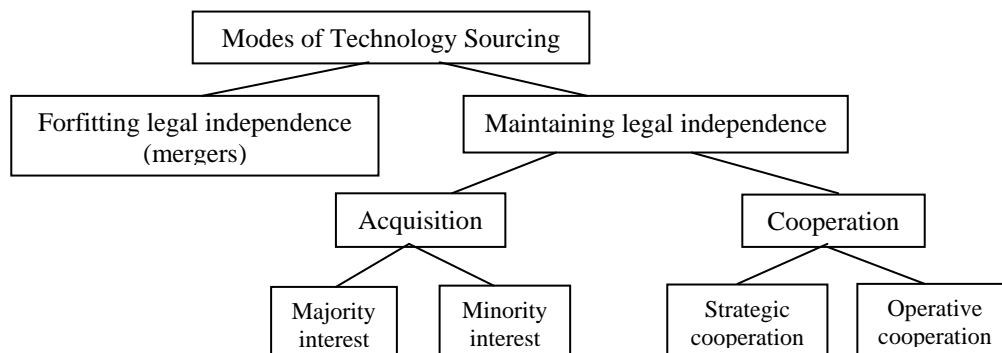 Modes of Technology Sourcing
Forfitting legal independence
(mergers)
Maintaining legal independence
Acquisition
Cooperation
Majority
interest
Minority
interest
Strategic
cooperation
Operative
cooperation